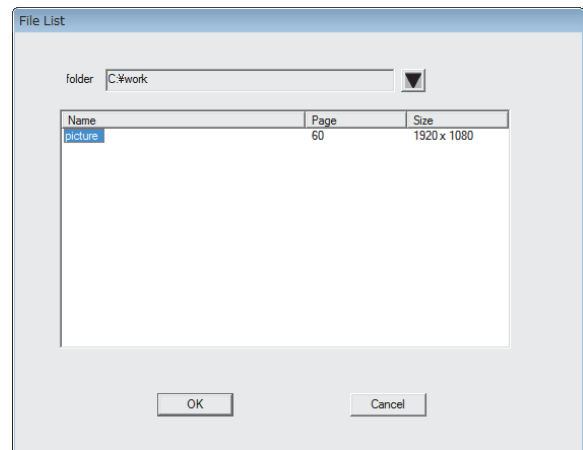 File List
folder C:¥work
Name Page Size
picture 60 1920 x 1080
OK Cancel